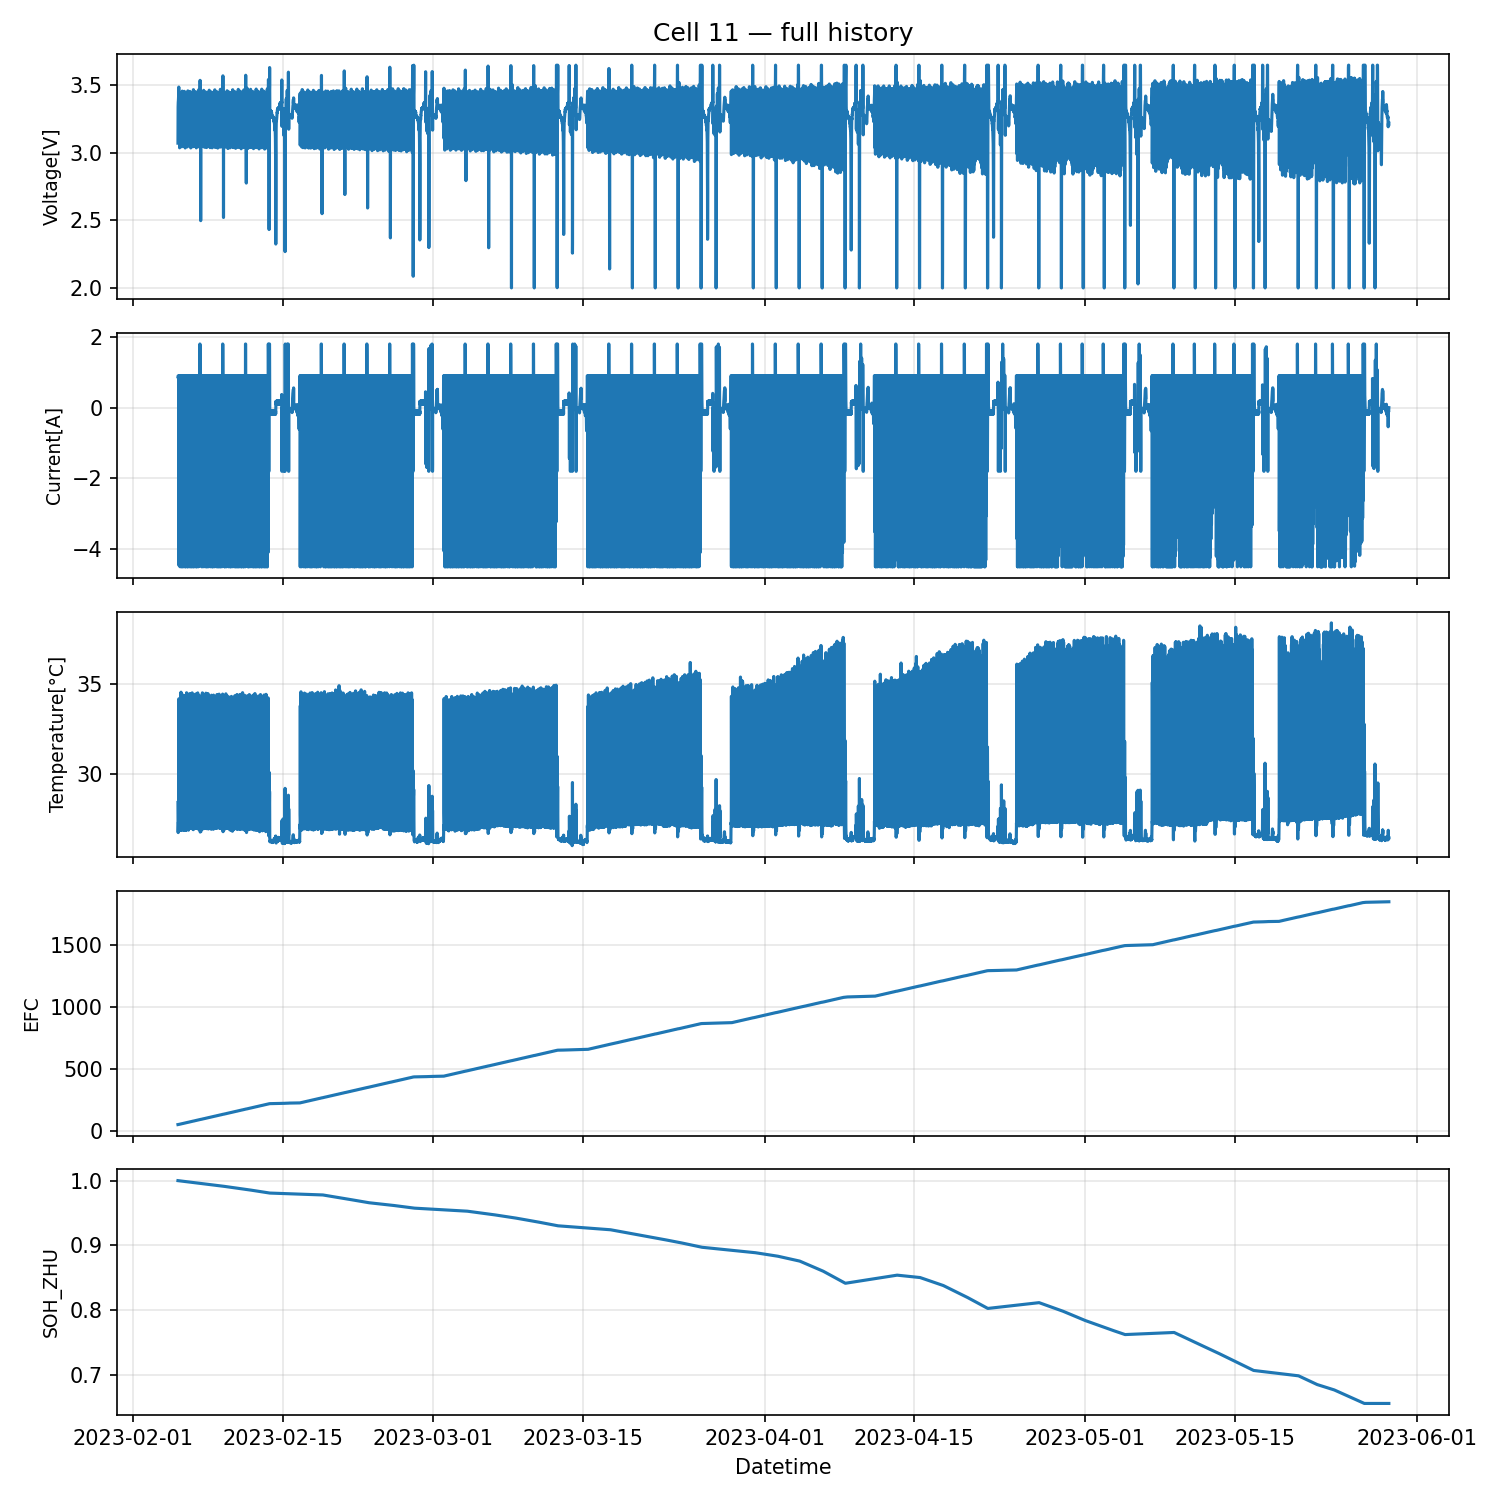 Cell 11 — full history
Voltage[V]
3.5
3.0
2.5
2.0
Current[A]
2
0
−2
−4
Temperature[°C]
35
30
EFC
1500
1000
500
0
SOH_ZHU
1.0
0.9
0.8
0.7
2023-02-01 2023-02-15 2023-03-01 2023-03-15 2023-04-01 2023-04-15 2023-05-01 2023-05-15 2023-06-01
Datetime